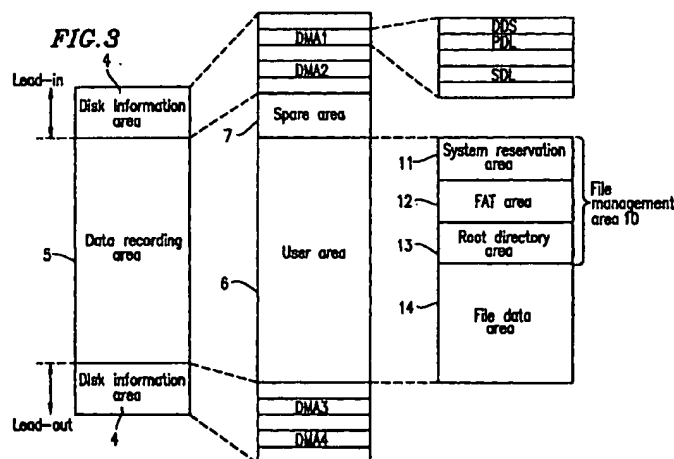 FIG.3
Lead-in
4
Disk Information
area
5
Data recording
area
Disk information
area
4
Lead-out
DMA1
DMA2
Spare area
7
User area
6
DMA3
DMA4
DDS
PDL
SDL
11
System reservation
area
12
FAT area
13
Root directory
area
14
File data
area
File
management
area 10